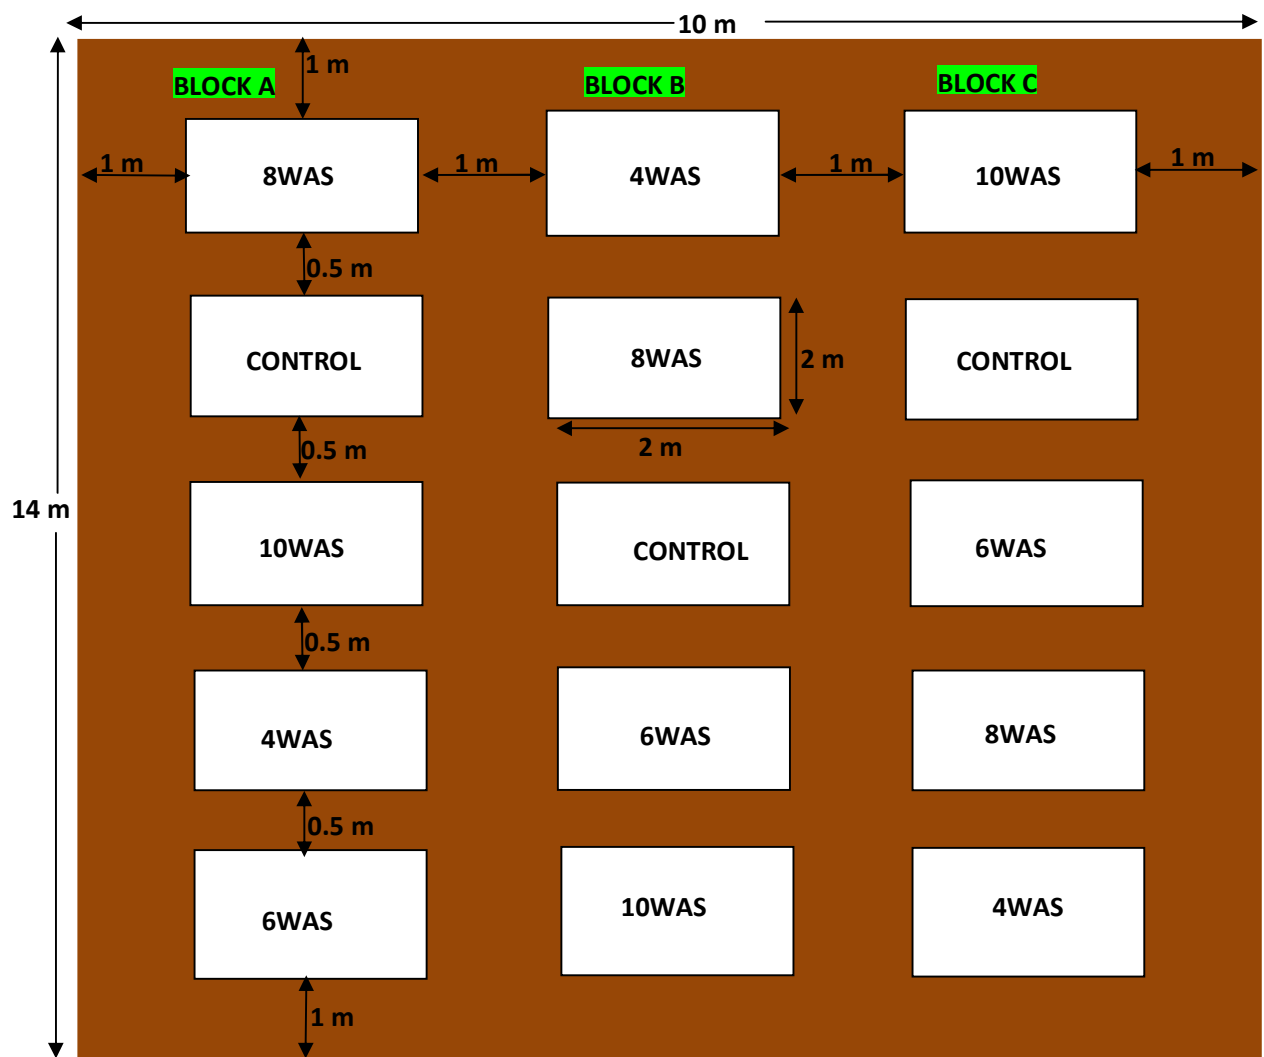 10 m
1 m
BLOCK A
BLOCK B
BLOCK C
1 m
8WAS
1 m
4WAS
1 m
10WAS
1 m
0.5 m
CONTROL
8WAS
2 m
CONTROL
0.5 m
2 m
14 m
10WAS
CONTROL
6WAS
0.5 m
4WAS
6WAS
8WAS
0.5 m
6WAS
10WAS
4WAS
1 m